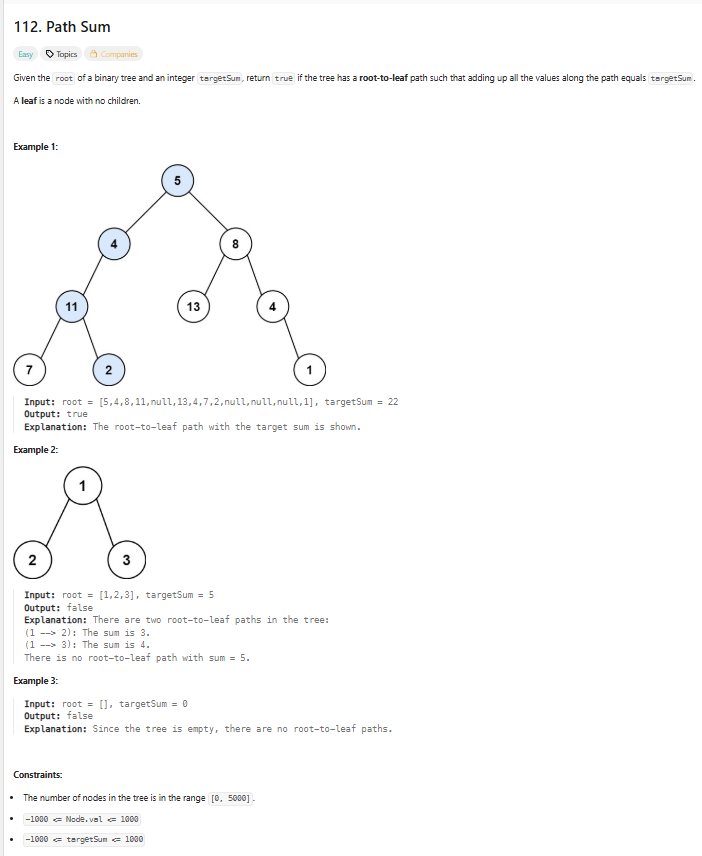 112. Path Sum
Easy Topics Companies
Given the root of a binary tree and an integer targetSum, return true if the tree has a root-to-leaf path such that adding up all the values along the path equals targetSum.
A leaf is a node with no children.
Example 1:
5
4 8
11 13 4
7 2 1
Input: root = [5,4,8,11,null,13,4,7,2,null,null,null,1], targetSum = 22
Output: true
Explanation: The root-to-leaf path with the target sum is shown.
Example 2:
1
2 3
Input: root = [1,2,3], targetSum = 5
Output: false
Explanation: There are two root-to-leaf paths in the tree:
(1 --> 2): The sum is 3.
(1 --> 3): The sum is 4.
There is no root-to-leaf path with sum = 5.
Example 3:
Input: root = [], targetSum = 0
Output: false
Explanation: Since the tree is empty, there are no root-to-leaf paths.
Constraints:
• The number of nodes in the tree is in the range [0, 5000].
• -1000 <= Node.val <= 1000
• -1000 <= targetSum <= 1000